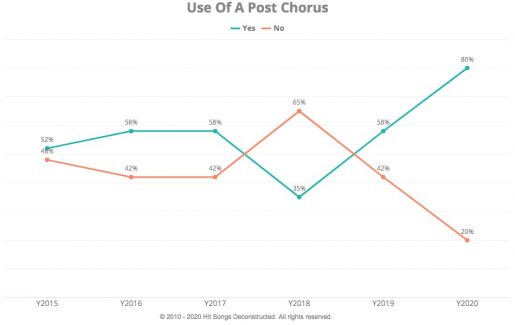 Use Of A Post Chorus
Yes No
80%
65%
58% 58% 58%
52%
48%
42% 42% 42%
35%
20%
Y2015 Y2016 Y2017 Y2018 Y2019 Y2020
© 2010 - 2020 Hit Songs Deconstructed. All rights reserved.